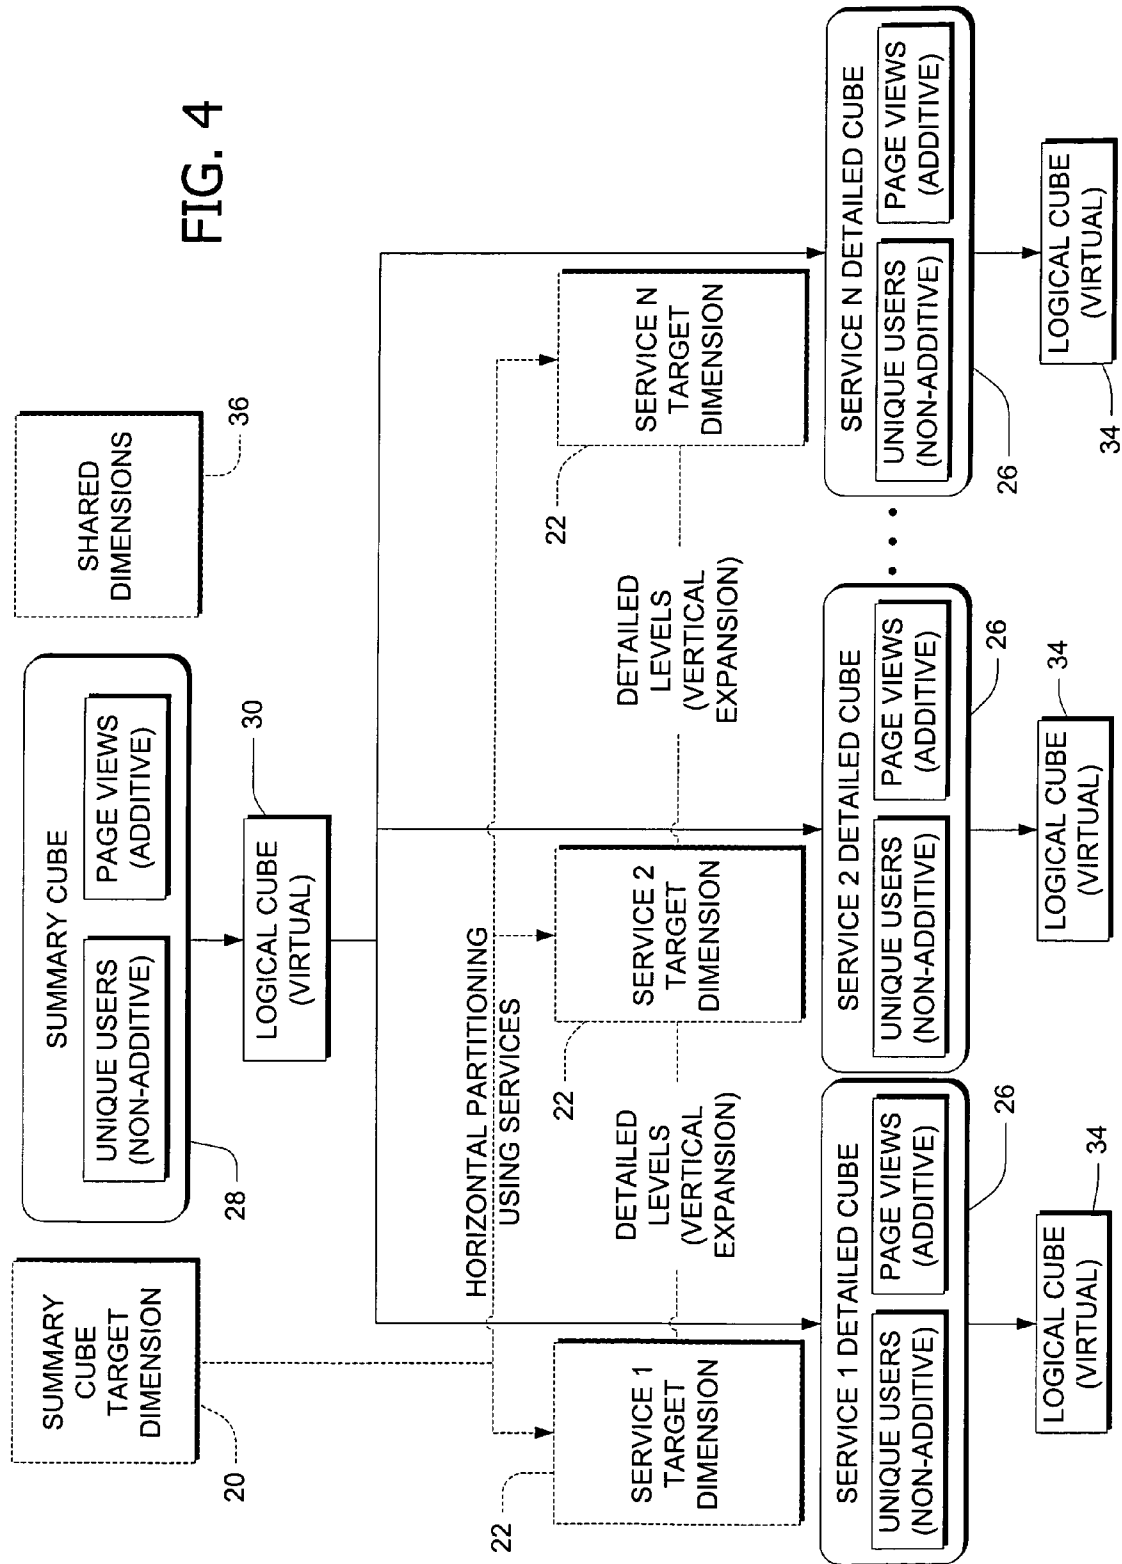 FIG. 4
SUMMARY
CUBE
TARGET
DIMENSION
20
SUMMARY CUBE
UNIQUE USERS
(NON-ADDITIVE)
PAGE VIEWS
(ADDITIVE)
28
SHARED
DIMENSIONS
36
LOGICAL CUBE
(VIRTUAL)
30
HORIZONTAL PARTITIONING
USING SERVICES
SERVICE 1
TARGET
DIMENSION
22
DETAILED
LEVELS
(VERTICAL
EXPANSION)
SERVICE 2
TARGET
DIMENSION
22
DETAILED
LEVELS
(VERTICAL
EXPANSION)
SERVICE N
TARGET
DIMENSION
22
SERVICE 1 DETAILED CUBE
UNIQUE USERS
(NON-ADDITIVE)
PAGE VIEWS
(ADDITIVE)
26
SERVICE 2 DETAILED CUBE
UNIQUE USERS
(NON-ADDITIVE)
PAGE VIEWS
(ADDITIVE)
26
SERVICE N DETAILED CUBE
UNIQUE USERS
(NON-ADDITIVE)
PAGE VIEWS
(ADDITIVE)
26
LOGICAL CUBE
(VIRTUAL)
34
LOGICAL CUBE
(VIRTUAL)
34
LOGICAL CUBE
(VIRTUAL)
34